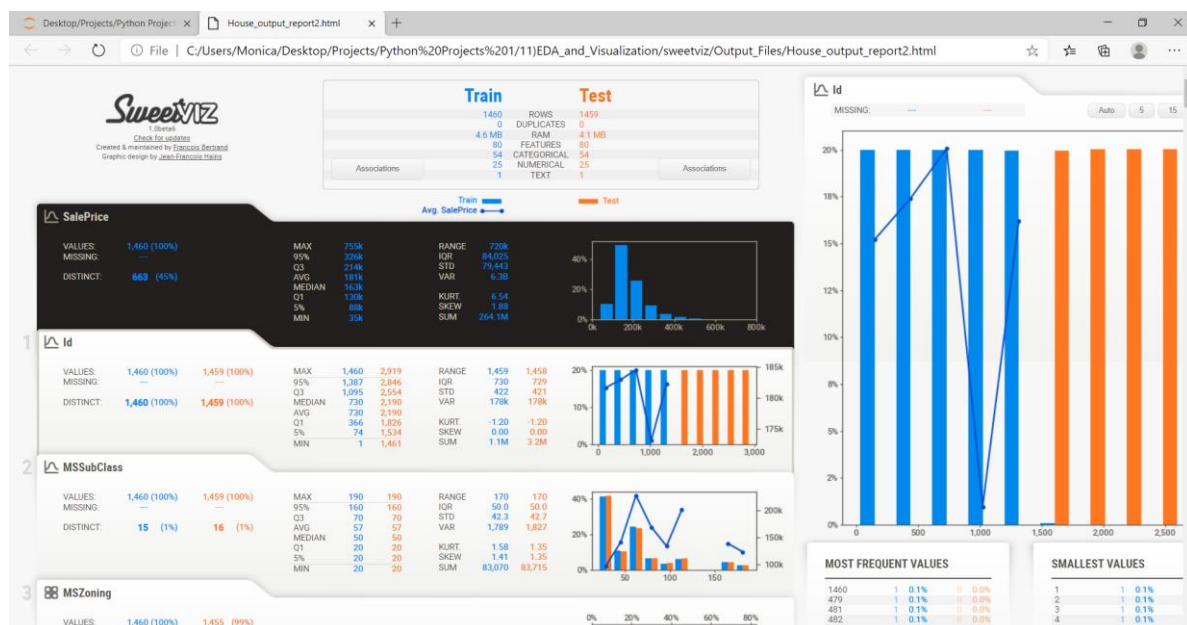 Desktop/Projects/Python Projec
House_output_report2.html
File | C:/Users/Monica/Desktop/Projects/Python%20Projects%201/11)EDA_and_Visualization/sweetviz/Output_Files/House_output_report2.html
SweetVIZ
1.0beta6
Check for updates
Created & maintained by Francois Bertrand
Graphic design by Jean-Francois Hains
Train Test
1460 ROWS 1459
0 DUPLICATES 0
4.6 MB RAM 4.1 MB
80 FEATURES 80
54 CATEGORICAL 54
25 NUMERICAL 25
1 TEXT 1
Associations
Associations
Train
Avg. SalePrice
Test
SalePrice
VALUES: 1,460 (100%)
MISSING: ---
DISTINCT: 663 (45%)
MAX 755k
95% 326k
Q3 214k
AVG 181k
MEDIAN 163k
Q1 130k
5% 88k
MIN 35k
RANGE 720k
IQR 84,025
STD 79,443
VAR 6.3B
KURT. 6.54
SKEW 1.88
SUM 264.1M
40%
20%
0%
0k 200k 400k 600k 800k
1 Id
VALUES: 1,460 (100%) 1,459 (100%)
MISSING: --- ---
DISTINCT: 1,460 (100%) 1,459 (100%)
MAX 1,460 2,919
95% 1,387 2,846
Q3 1,095 2,554
MEDIAN 730 2,190
AVG 730 2,190
Q1 366 1,826
5% 74 1,534
MIN 1 1,461
RANGE 1,459 1,458
IQR 730 729
STD 422 421
VAR 178k 178k
KURT. -1.20 -1.20
SKEW 0.00 0.00
SUM 1.1M 3.2M
20%
10%
0%
185k
180k
175k
0 1,000 2,000 3,000
2 MSSubClass
VALUES: 1,460 (100%) 1,459 (100%)
MISSING: --- ---
DISTINCT: 15 (1%) 16 (1%)
MAX 190 190
95% 160 160
Q3 70 70
AVG 57 57
MEDIAN 50 50
Q1 20 20
5% 20 20
MIN 20 20
RANGE 170 170
IQR 50.0 50.0
STD 42.3 42.7
VAR 1,789 1,827
KURT. 1.58 1.35
SKEW 1.41 1.35
SUM 83,070 83,715
40%
20%
0%
200k
150k
100k
50 100 150
3 MSZoning
VALUES: 1,460 (100%) 1,455 (99%)
0% 20% 40% 60% 80%
Id
MISSING: --- ---
Auto 5 15
20%
18%
15%
12%
10%
8%
5%
2%
0%
0 500 1,000 1,500 2,000 2,500
MOST FREQUENT VALUES
1460 1 0.1% 0 0.0%
479 1 0.1% 0 0.0%
481 1 0.1% 0 0.0%
482 1 0.1% 0 0.0%
SMALLEST VALUES
1 1 0.1%
2 1 0.1%
3 1 0.1%
4 1 0.1%